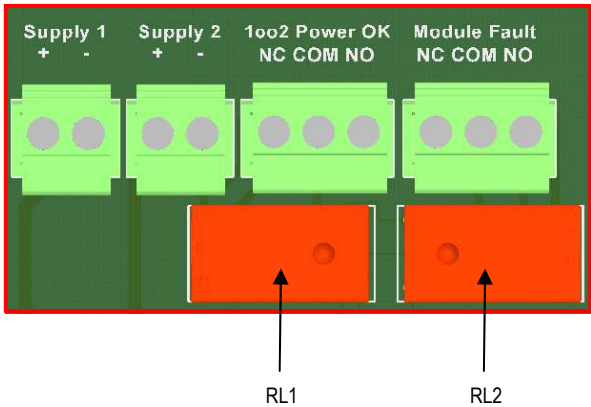 Supply 1 Supply 2 1oo2 Power OK Module Fault
+ - + - NC COM NO NC COM NO
RL1 RL2